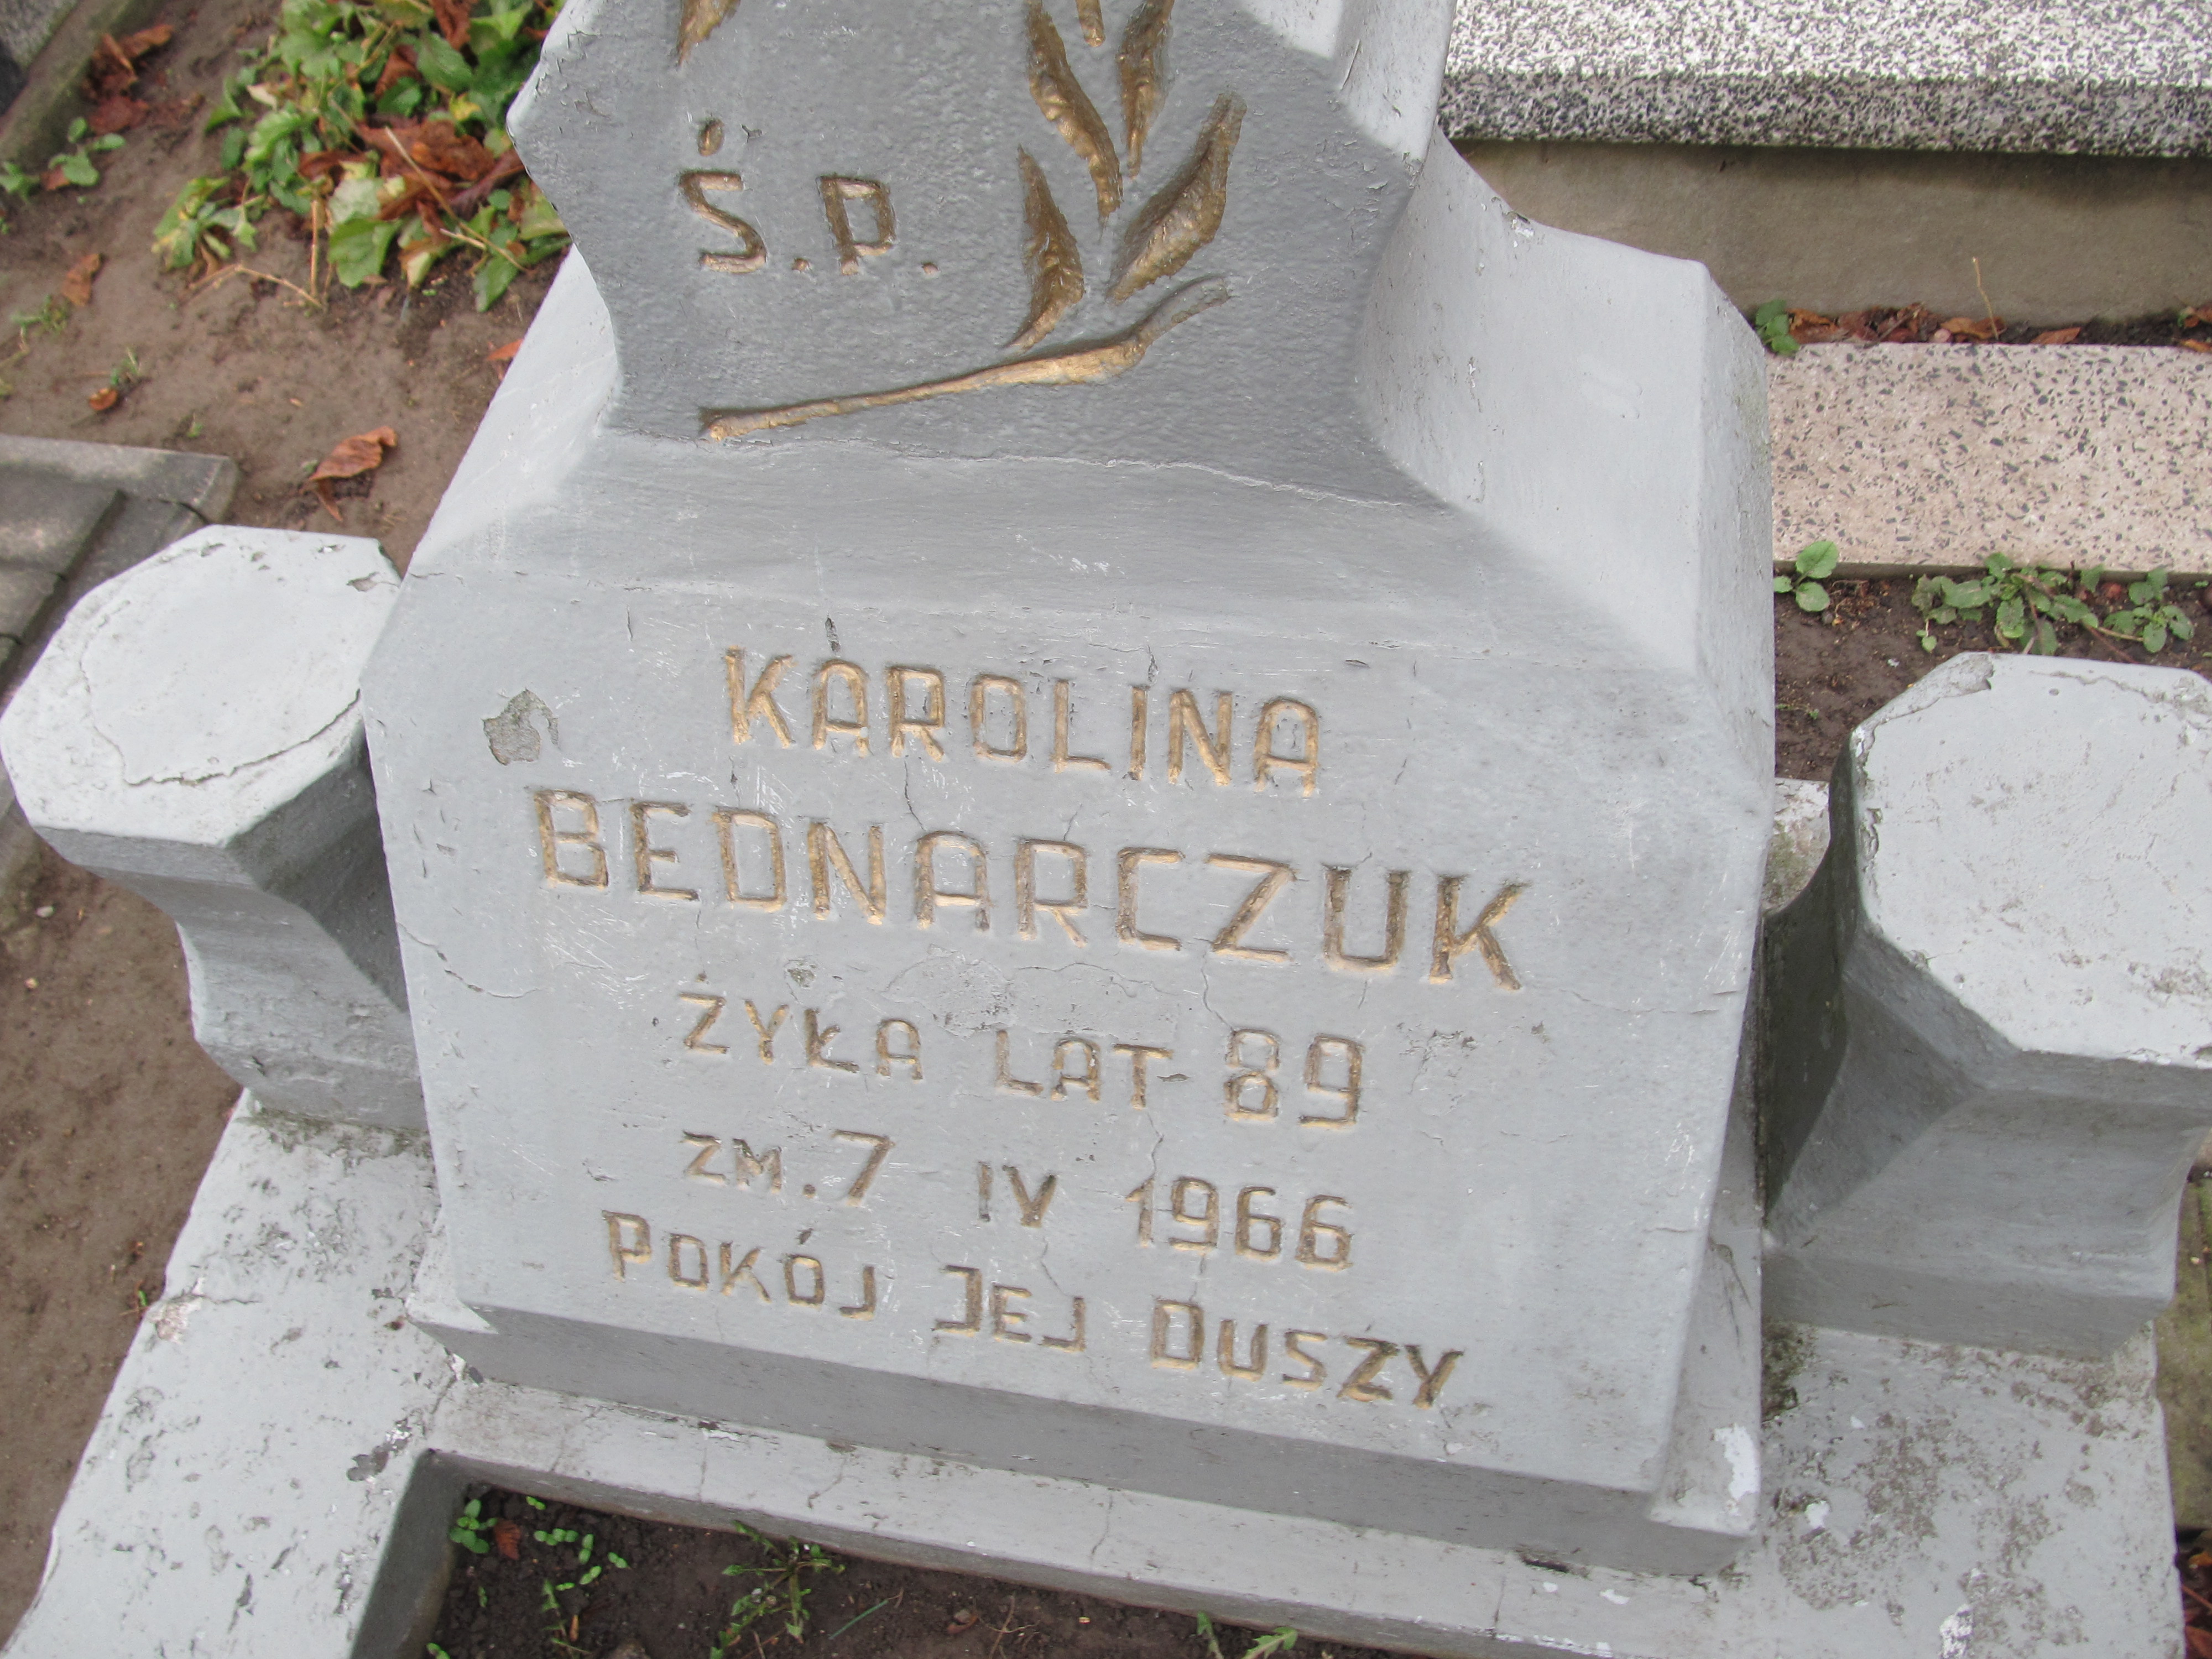 Ś.P.
KAROLINA
BEDNARCZUK
ŻYŁA LAT 89
ZM. 7 IV 1966
POKÓJ JEJ DUSZY